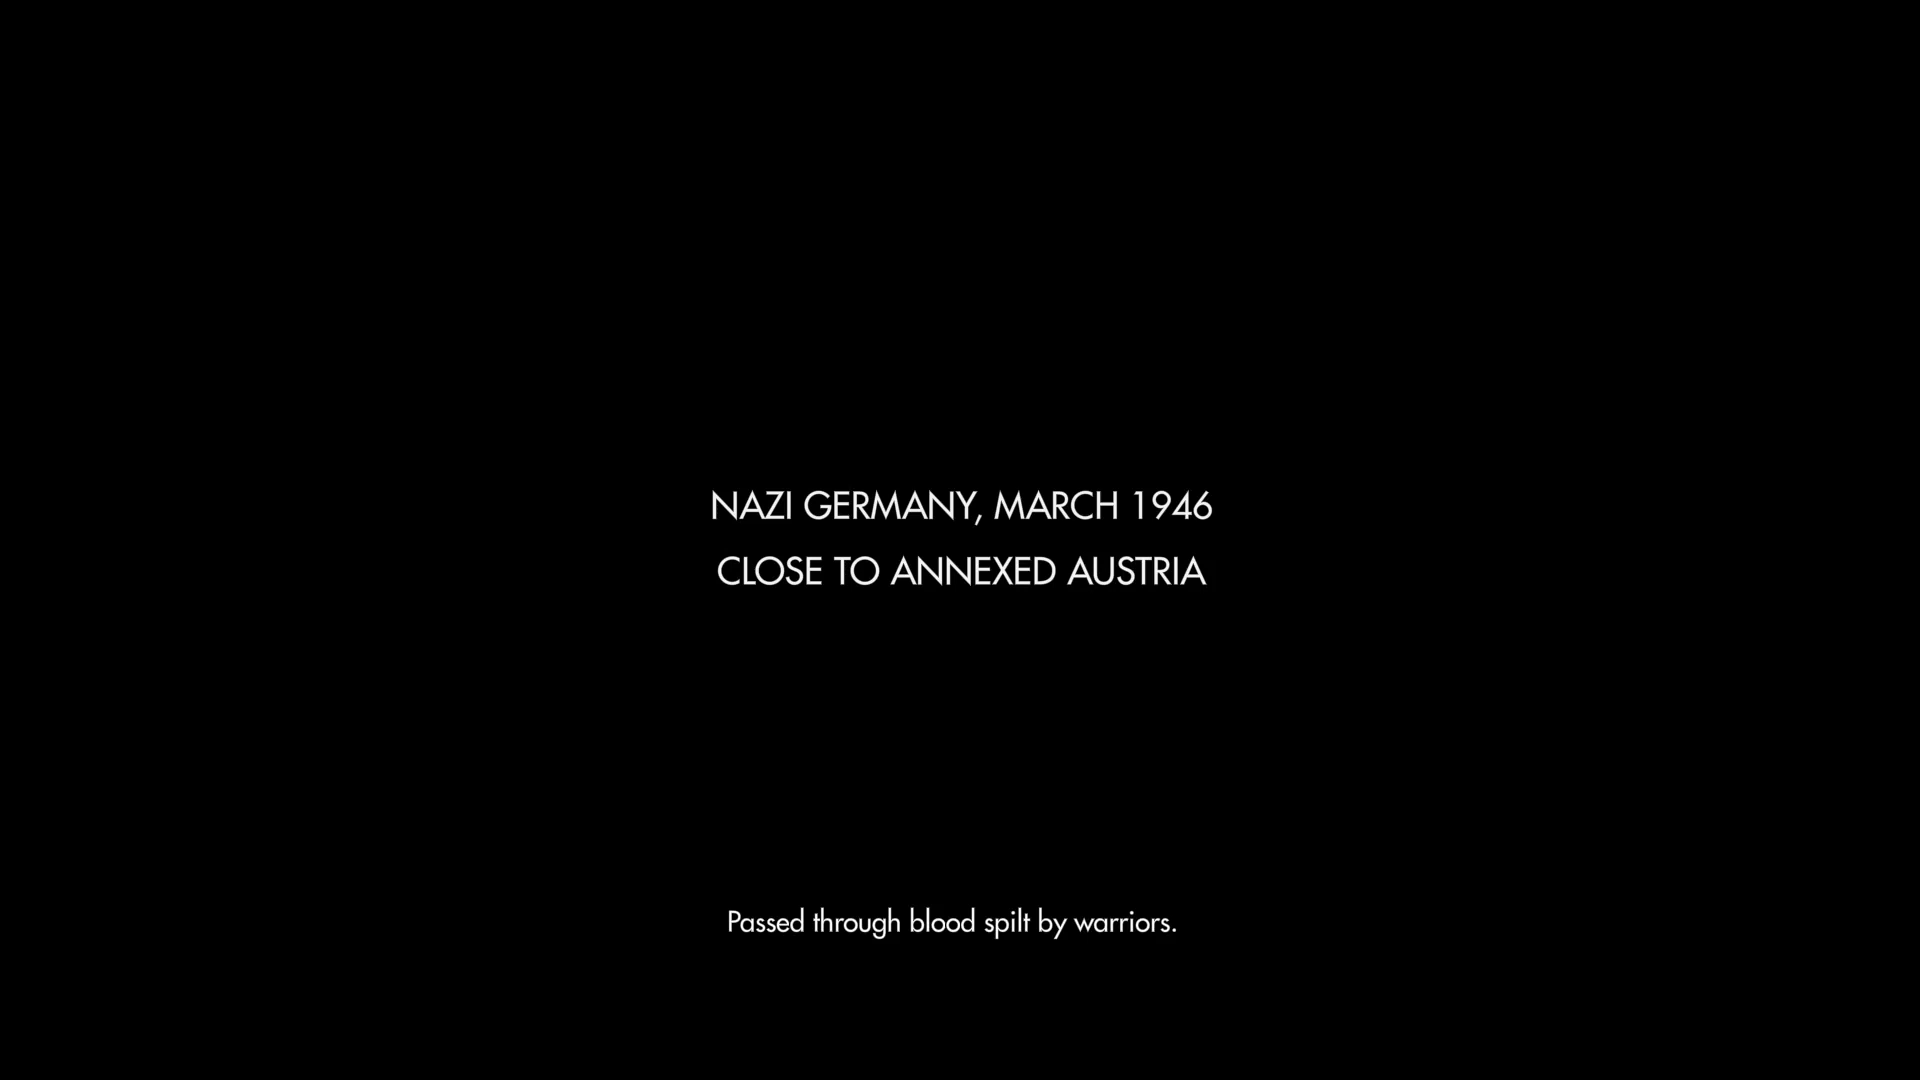 NAZI GERMANY, MARCH 1946
CLOSE TO ANNEXED AUSTRIA
Passed through blood spilt by warriors.